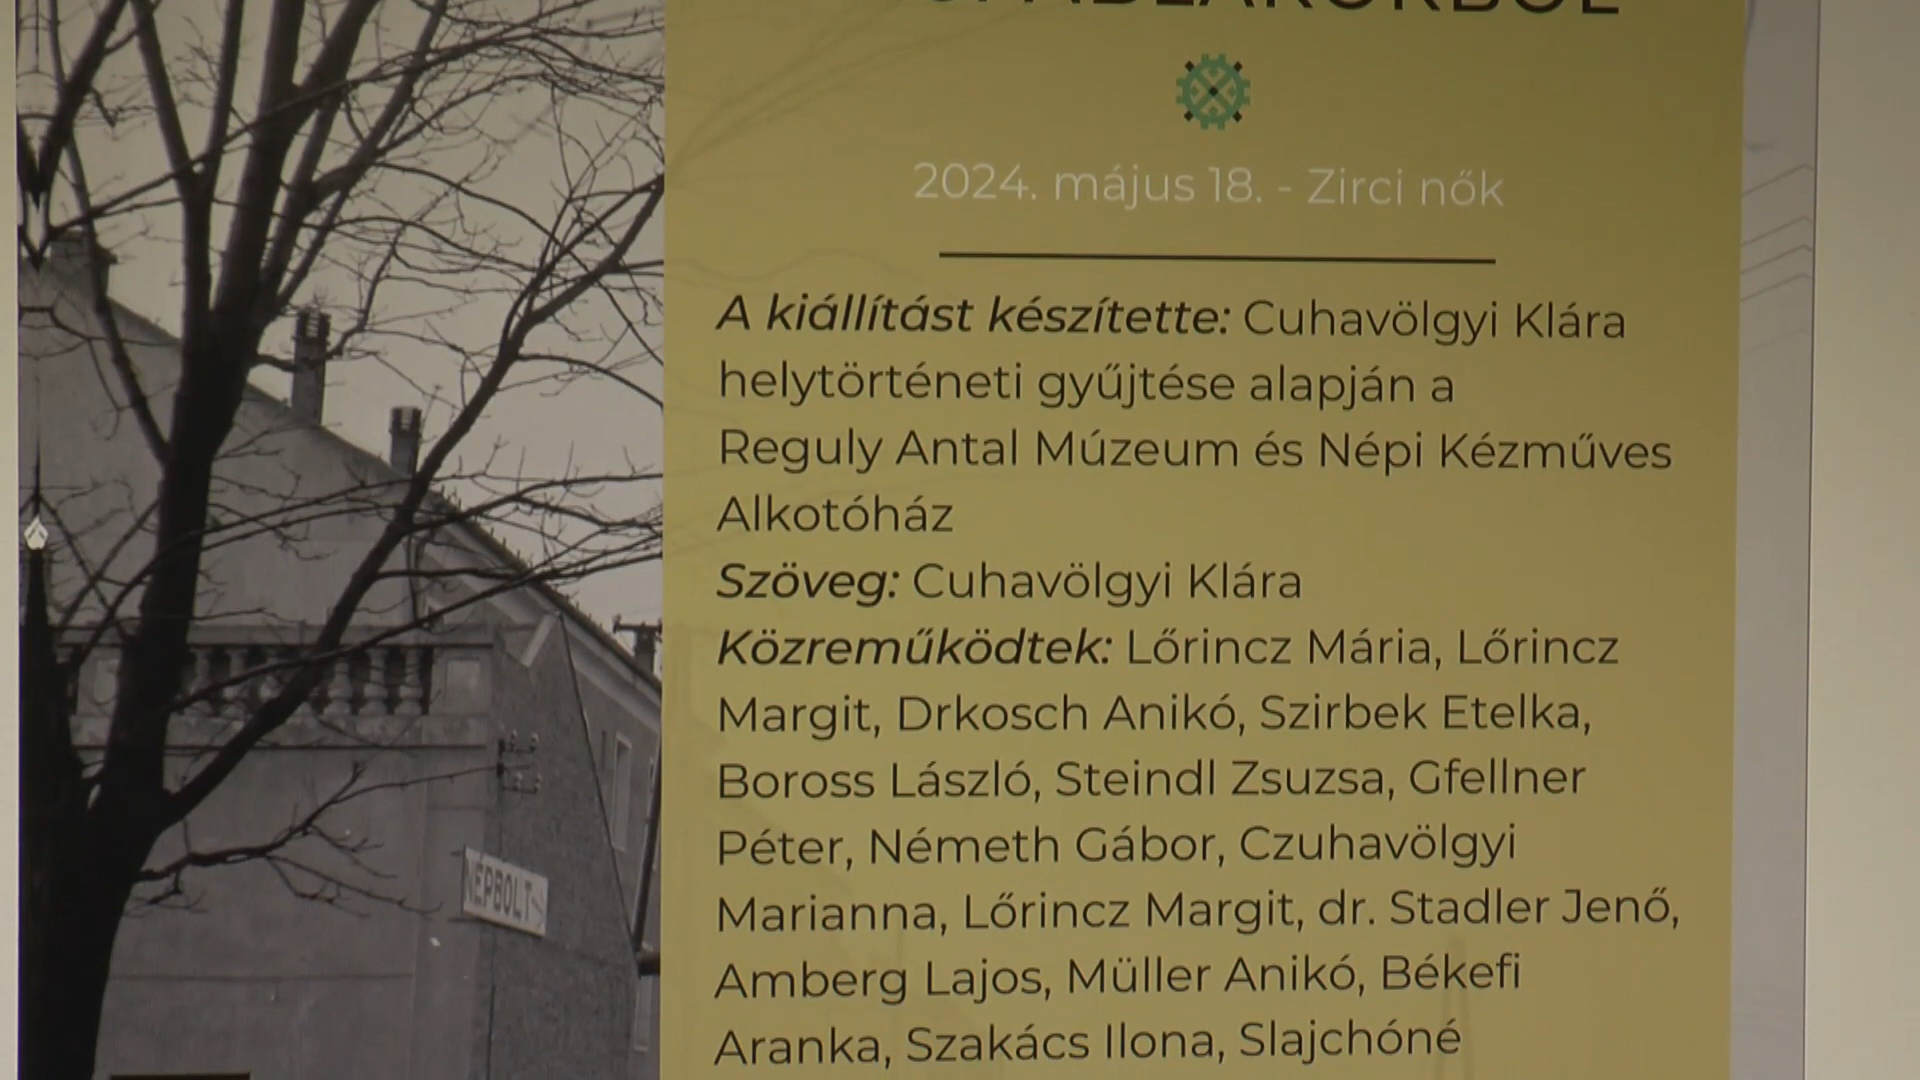 2024. május 18. - Zirci nők
A kiállítást készítette: Cuhavölgyi Klára
helytörténeti gyűjtése alapján a
Reguly Antal Múzeum és Népi Kézműves
Alkotóház
Szöveg: Cuhavölgyi Klára
Közreműködtek: Lőrincz Mária, Lőrincz
Margit, Drkosch Anikó, Szirbek Etelka,
Boross László, Steindl Zsuzsa, Gfellner
Péter, Németh Gábor, Czuhavölgyi
Marianna, Lőrincz Margit, dr. Stadler Jenő,
Amberg Lajos, Müller Anikó, Békefi
Aranka, Szakács Ilona, Slajchóné
NÉPBOLT